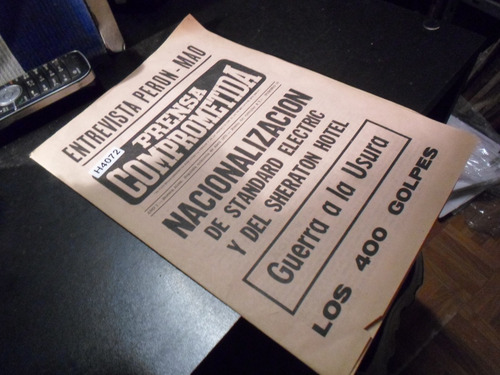 ENTREVISTA PERON - MAO
H4072
PRENSA
COMPROMETIDA
NACIONALIZACION
DE STANDARD ELECTRIC
Y DEL SHERATON HOTEL
Guerra a la Usura
LOS 400 GOLPES